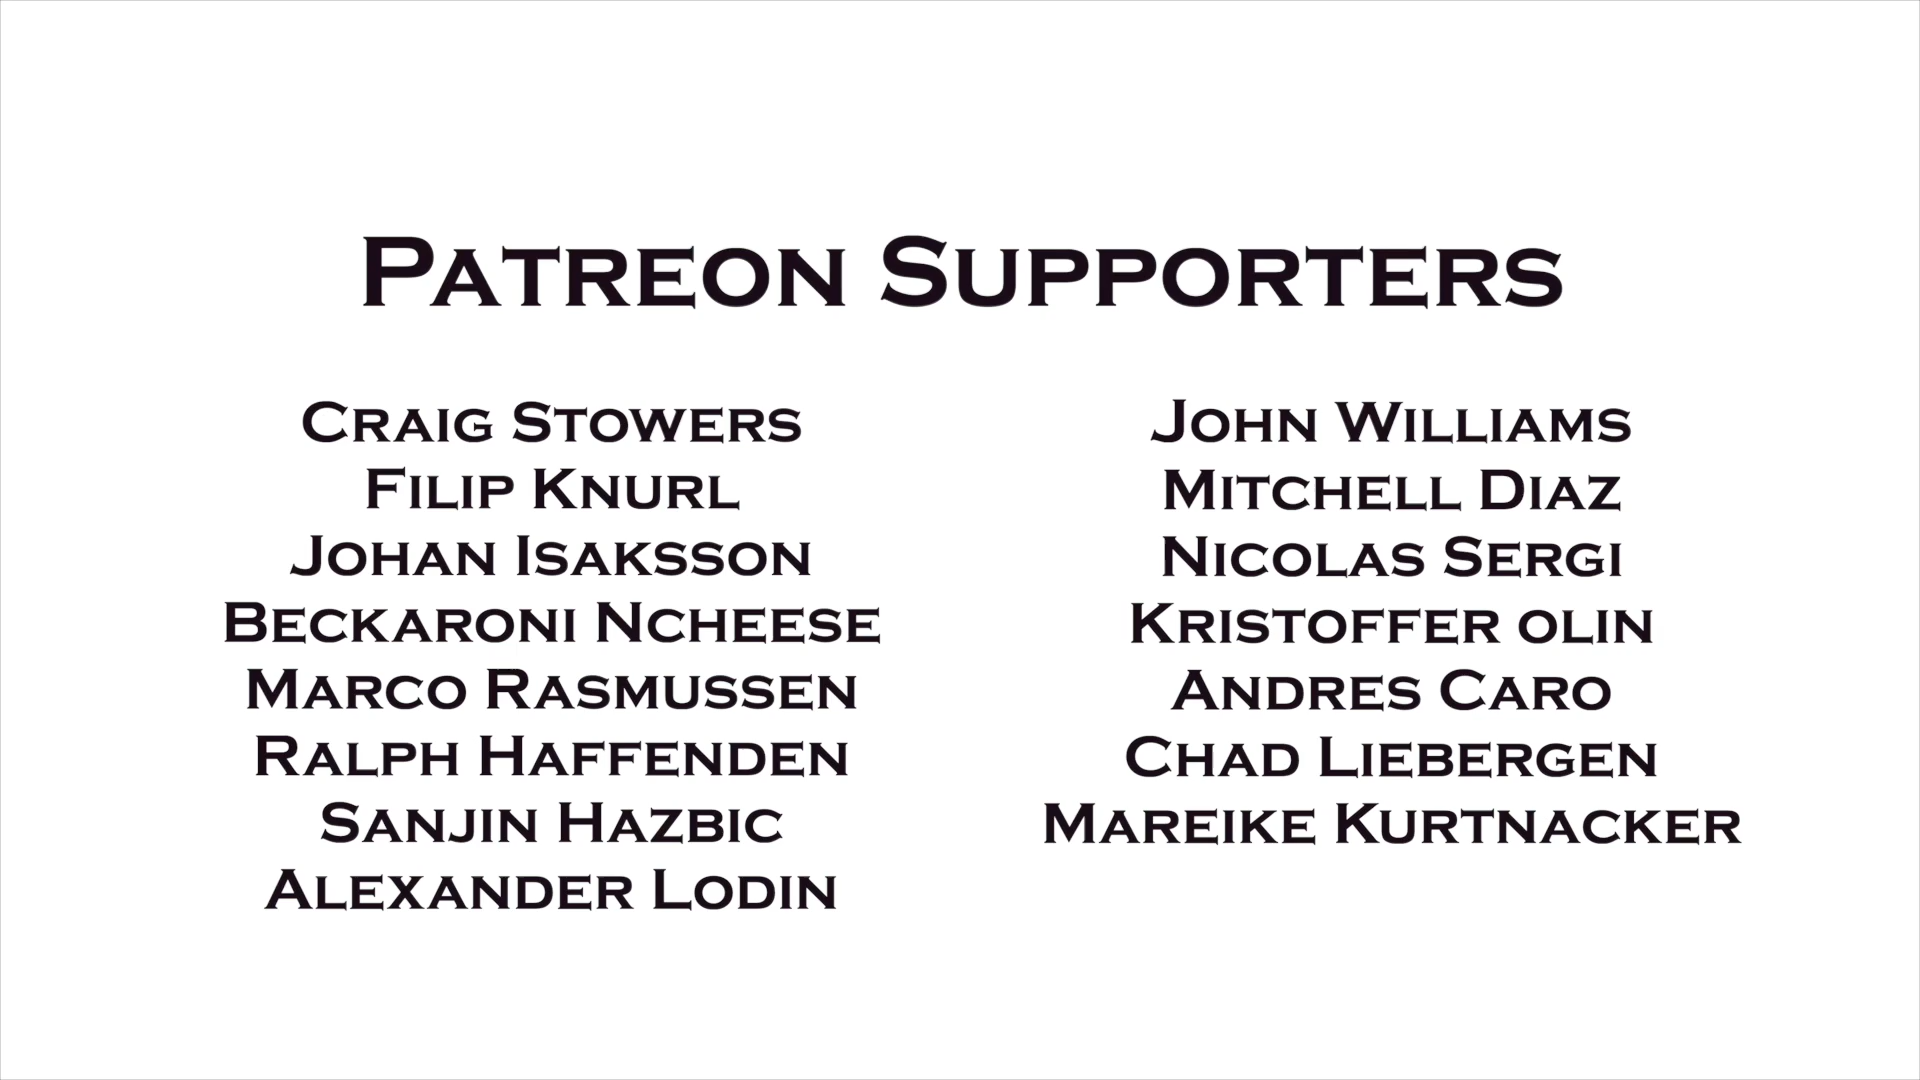 Patreon Supporters
Craig Stowers
Filip Knurl
Johan Isaksson
Beckaroni Ncheese
Marco Rasmussen
Ralph Haffenden
Sanjin Hazbic
Alexander Lodin
John Williams
Mitchell Diaz
Nicolas Sergi
Kristoffer olin
Andres Caro
Chad Liebergen
Mareike Kurtnacker